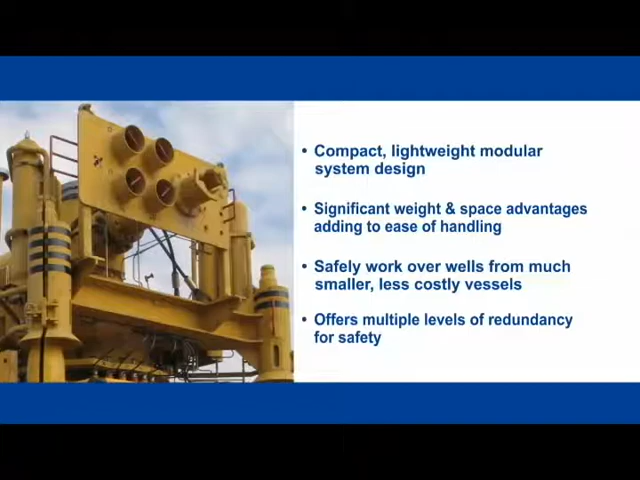 • Compact, lightweight modular
system design
• Significant weight & space advantages
adding to ease of handling
• Safely work over wells from much
smaller, less costly vessels
• Offers multiple levels of redundancy
for safety